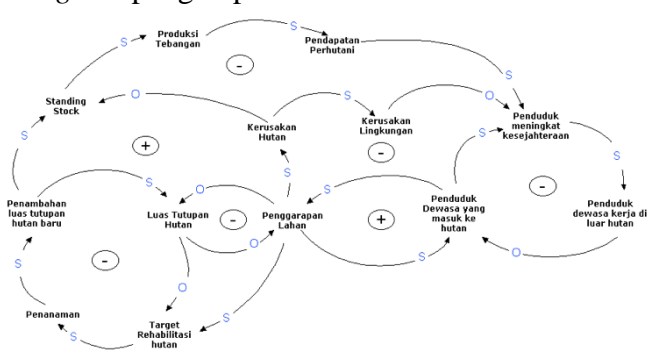 Produksi
Tebangan
Pendapatan
Perhutani
S
S
S
-
Standing
Stock
O
S
Kerusakan
Hutan
Kerusakan
Lingkungan
O
Penduduk
meningkat
kesejahteraan
S
+
-
S
S
S
-
Penambahan
luas tutupan
hutan baru
S
Luas Tutupan
Hutan
O
-
O
Penggarapan
Lahan
S
+
S
Penduduk
Dewasa yang
masuk ke
hutan
O
Penduduk
dewasa kerja di
luar hutan
S
-
O
S
Penanaman
S
Target
Rehabilitasi
hutan